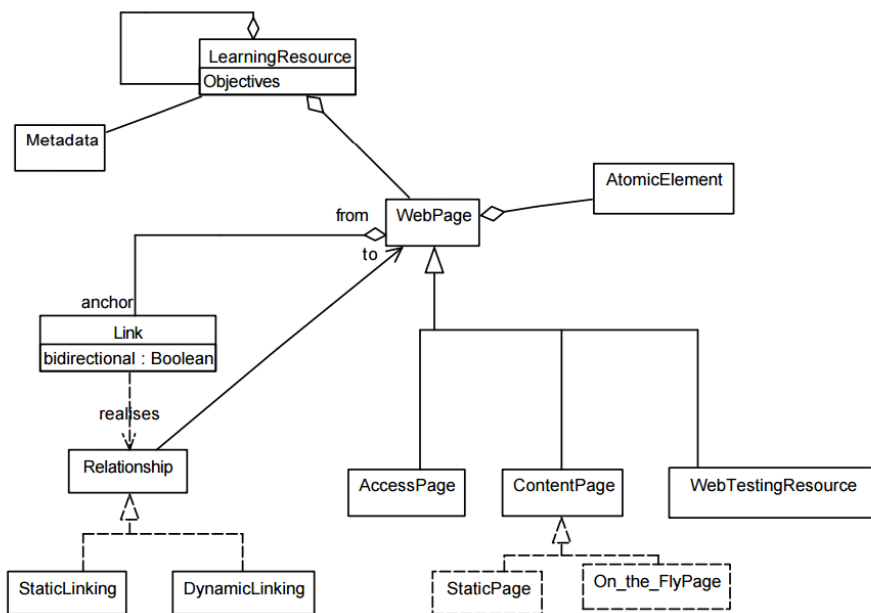 LearningResource
Objectives
Metadata
AtomicElement
WebPage
from
to
anchor
Link
bidirectional : Boolean
realises
Relationship
AccessPage
ContentPage
WebTestingResource
StaticLinking
DynamicLinking
StaticPage
On_the_FlyPage